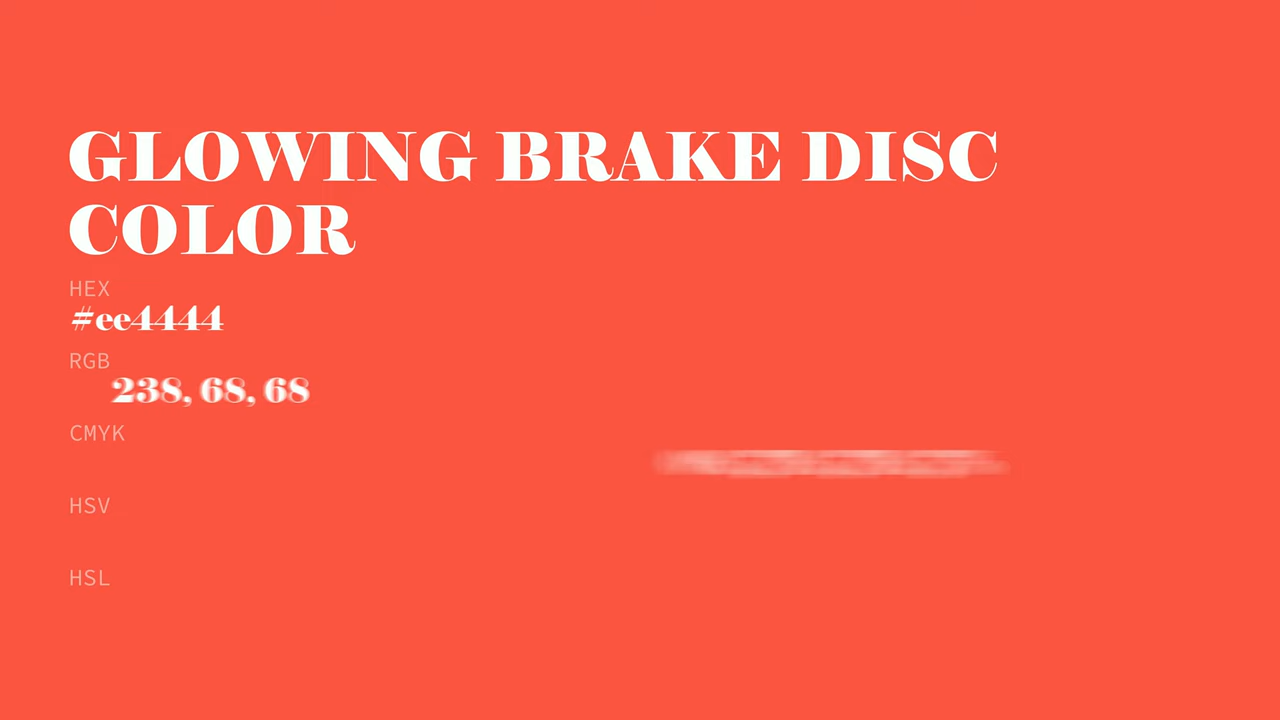 GLOWING BRAKE DISC
COLOR
HEX
#ee4444
RGB
238, 68, 68
CMYK
HSV
HSL